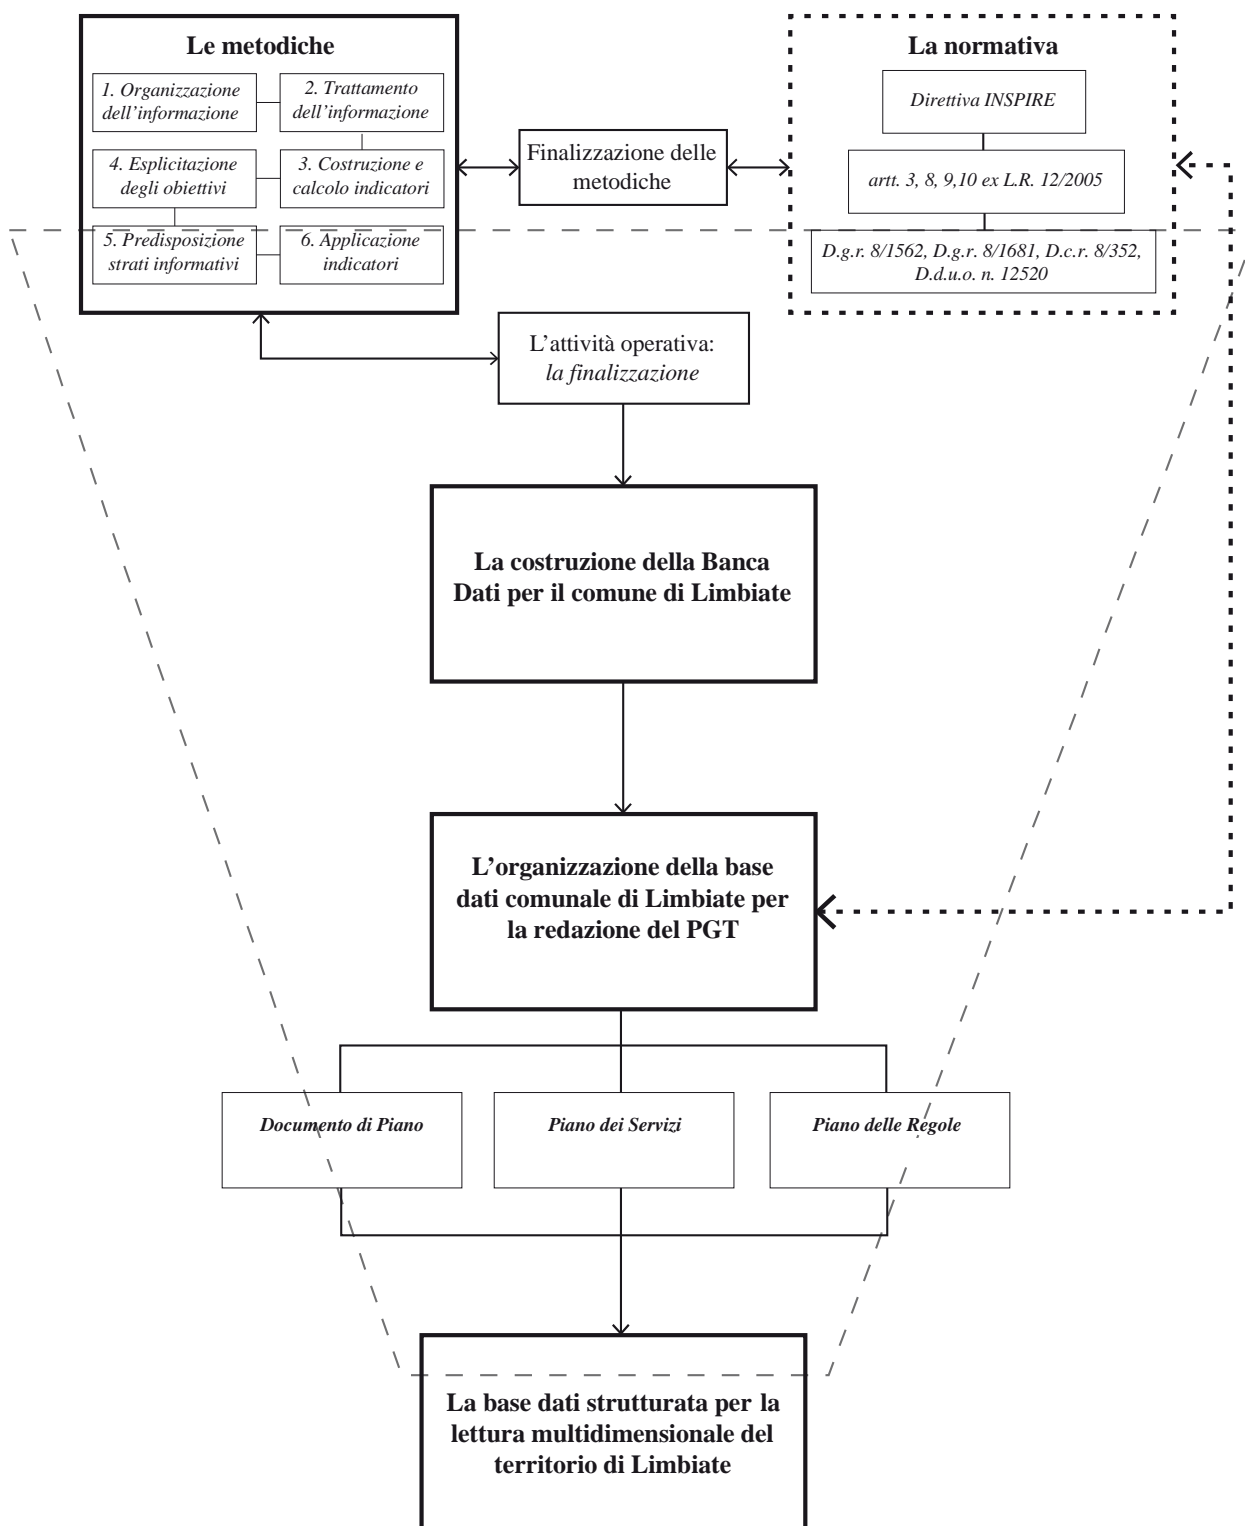 Le metodiche
1. Organizzazione
dell'informazione
2. Trattamento
dell'informazione
4. Esplicitazione
degli obiettivi
3. Costruzione e
calcolo indicatori
5. Predisposizione
strati informativi
6. Applicazione
indicatori
Finalizzazione delle
metodiche
La normativa
Direttiva INSPIRE
artt. 3, 8, 9,10 ex L.R. 12/2005
D.g.r. 8/1562, D.g.r. 8/1681, D.c.r. 8/352,
D.d.u.o. n. 12520
L'attività operativa:
la finalizzazione
La costruzione della Banca
Dati per il comune di Limbiate
L'organizzazione della base
dati comunale di Limbiate per
la redazione del PGT
Documento di Piano
Piano dei Servizi
Piano delle Regole
La base dati strutturata per la
lettura multidimensionale del
territorio di Limbiate